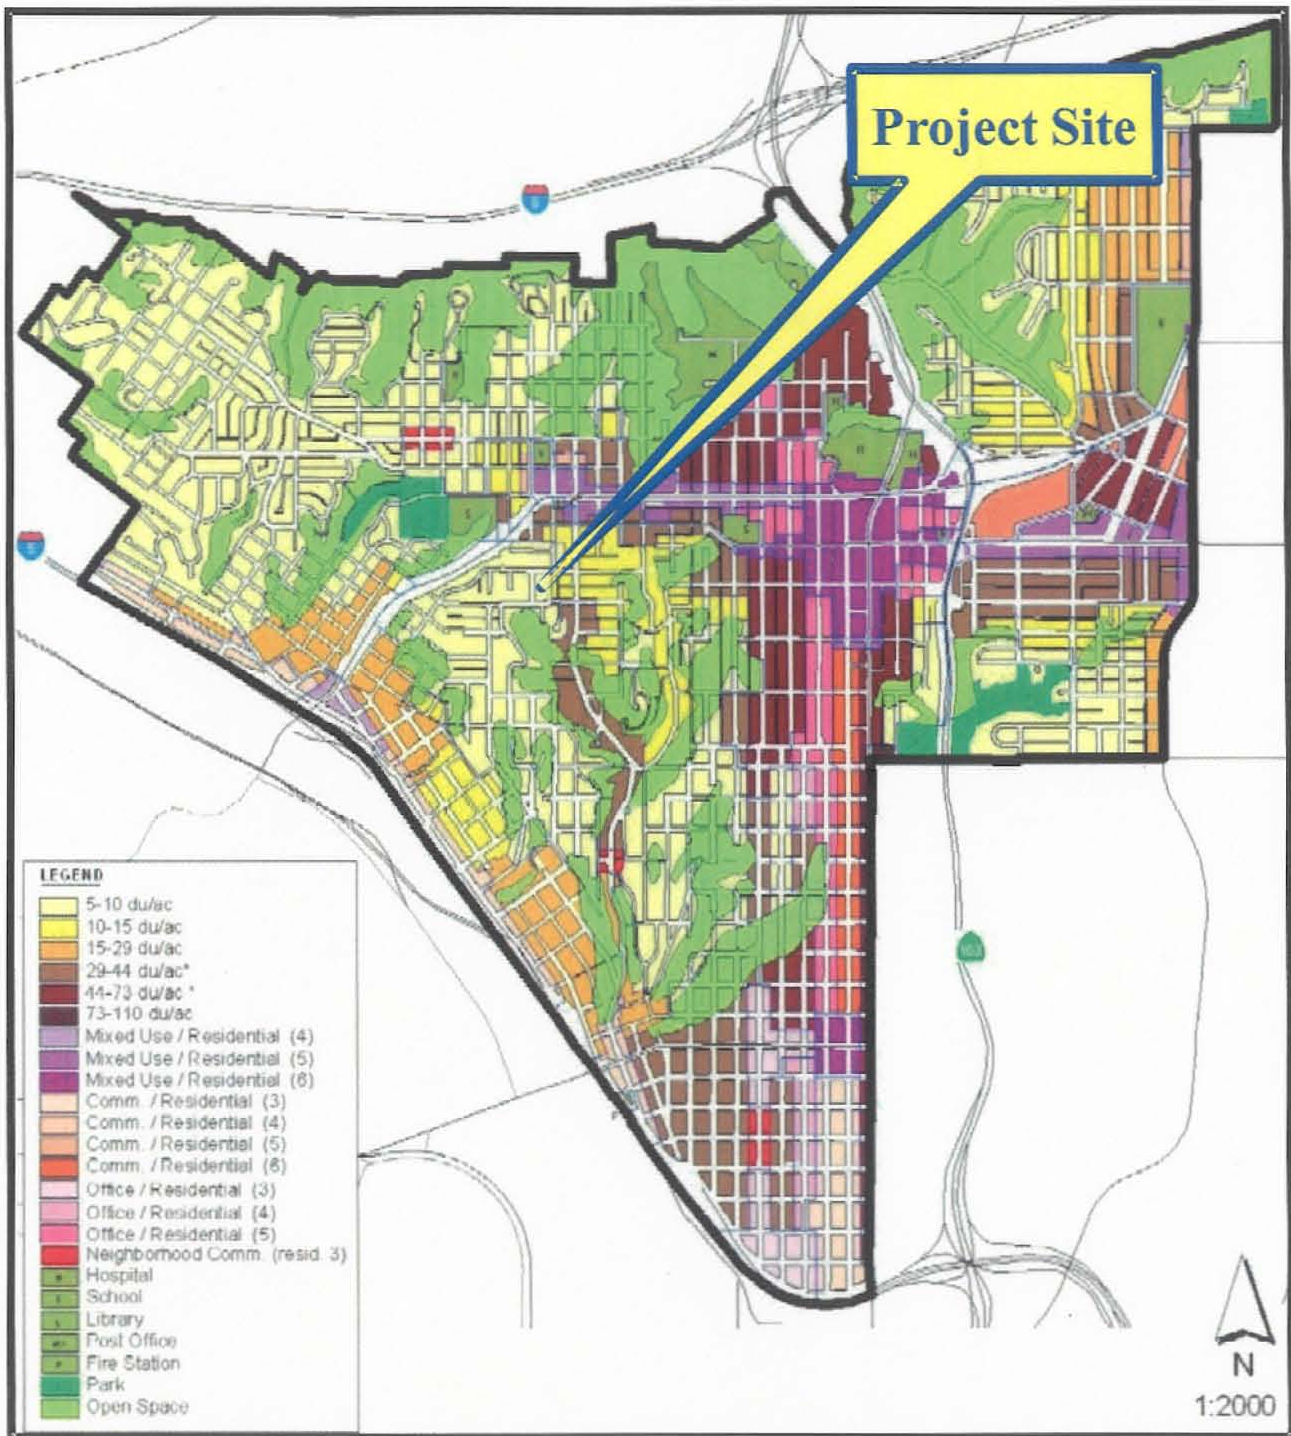 Project Site
LEGEND
5-10 du/ac
10-15 du/ac
15-29 du/ac
29-44 du/ac*
44-73 du/ac *
73-110 du/ac
Mixed Use / Residential (4)
Mixed Use / Residential (5)
Mixed Use / Residential (6)
Comm. / Residential (3)
Comm. / Residential (4)
Comm. / Residential (5)
Comm. / Residential (6)
Office / Residential (3)
Office / Residential (4)
Office / Residential (5)
Neighborhood Comm. (resid. 3)
Hospital
School
Library
Post Office
Fire Station
Park
Open Space
N
1:2000